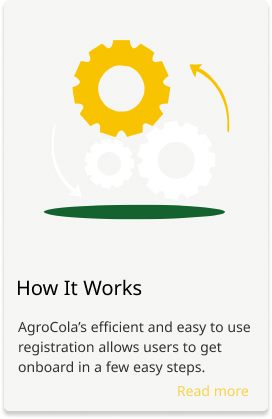 How It Works
AgroCola's efficient and easy to use
registration allows users to get
onboard in a few easy steps.
Read more